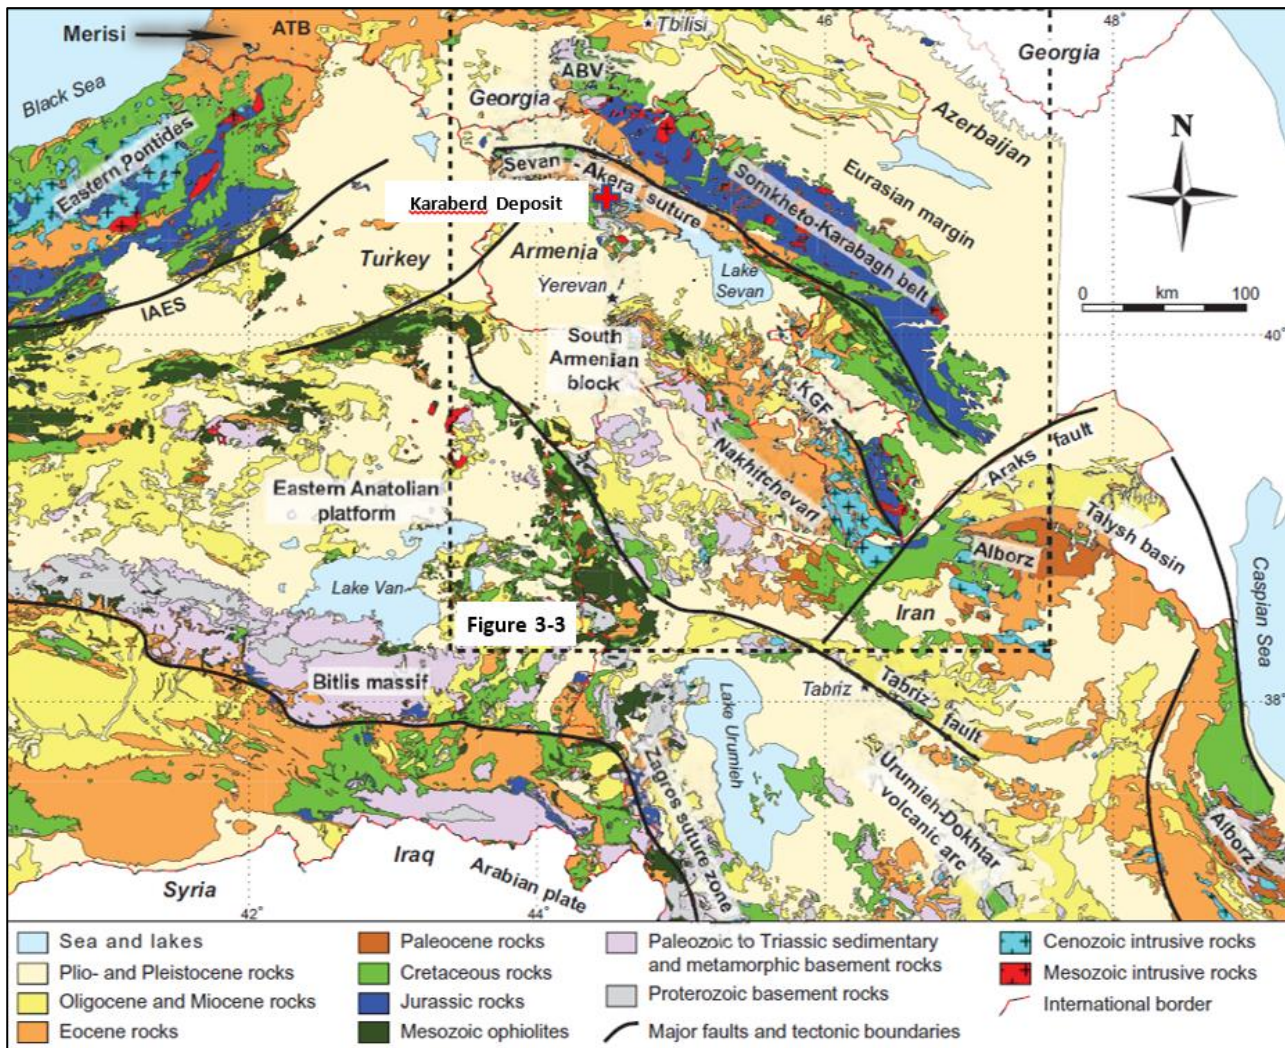 Merisi
ATB
Tbilisi
46°
48°
Georgia
Black Sea
ABV
Georgia
Azerbaijan
N
Eastern Pontides
Sevan - Akera suture
Somkheto-Karabagh belt
Eurasian margin
Karaberd Deposit
Turkey
Armenia
Lake
Sevan
0 km 100
IAES
Yerevan
40°
South
Armenian
block
KGF
Araks fault
Nakhitchevan
Eastern Anatolian
platform
Talysh basin
Alborz
Lake Van
Iran
Caspian Sea
Figure 3-3
Bitlis massif
Tabriz
Tabriz fault
38°
Lake Urumieh
Zagros suture zone
Urumieh-Dokhtar
volcanic arc
Alborz
Iraq
Arabian plate
Syria
42°
44°
Sea and lakes
Plio- and Pleistocene rocks
Oligocene and Miocene rocks
Eocene rocks
Paleocene rocks
Cretaceous rocks
Jurassic rocks
Mesozoic ophiolites
Paleozoic to Triassic sedimentary
and metamorphic basement rocks
Proterozoic basement rocks
Major faults and tectonic boundaries
Cenozoic intrusive rocks
Mesozoic intrusive rocks
International border